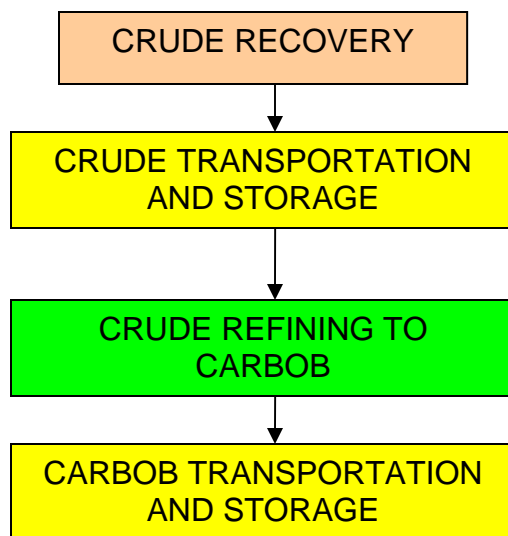 CRUDE RECOVERY
CRUDE TRANSPORTATION
AND STORAGE
CRUDE REFINING TO
CARBOB
CARBOB TRANSPORTATION
AND STORAGE